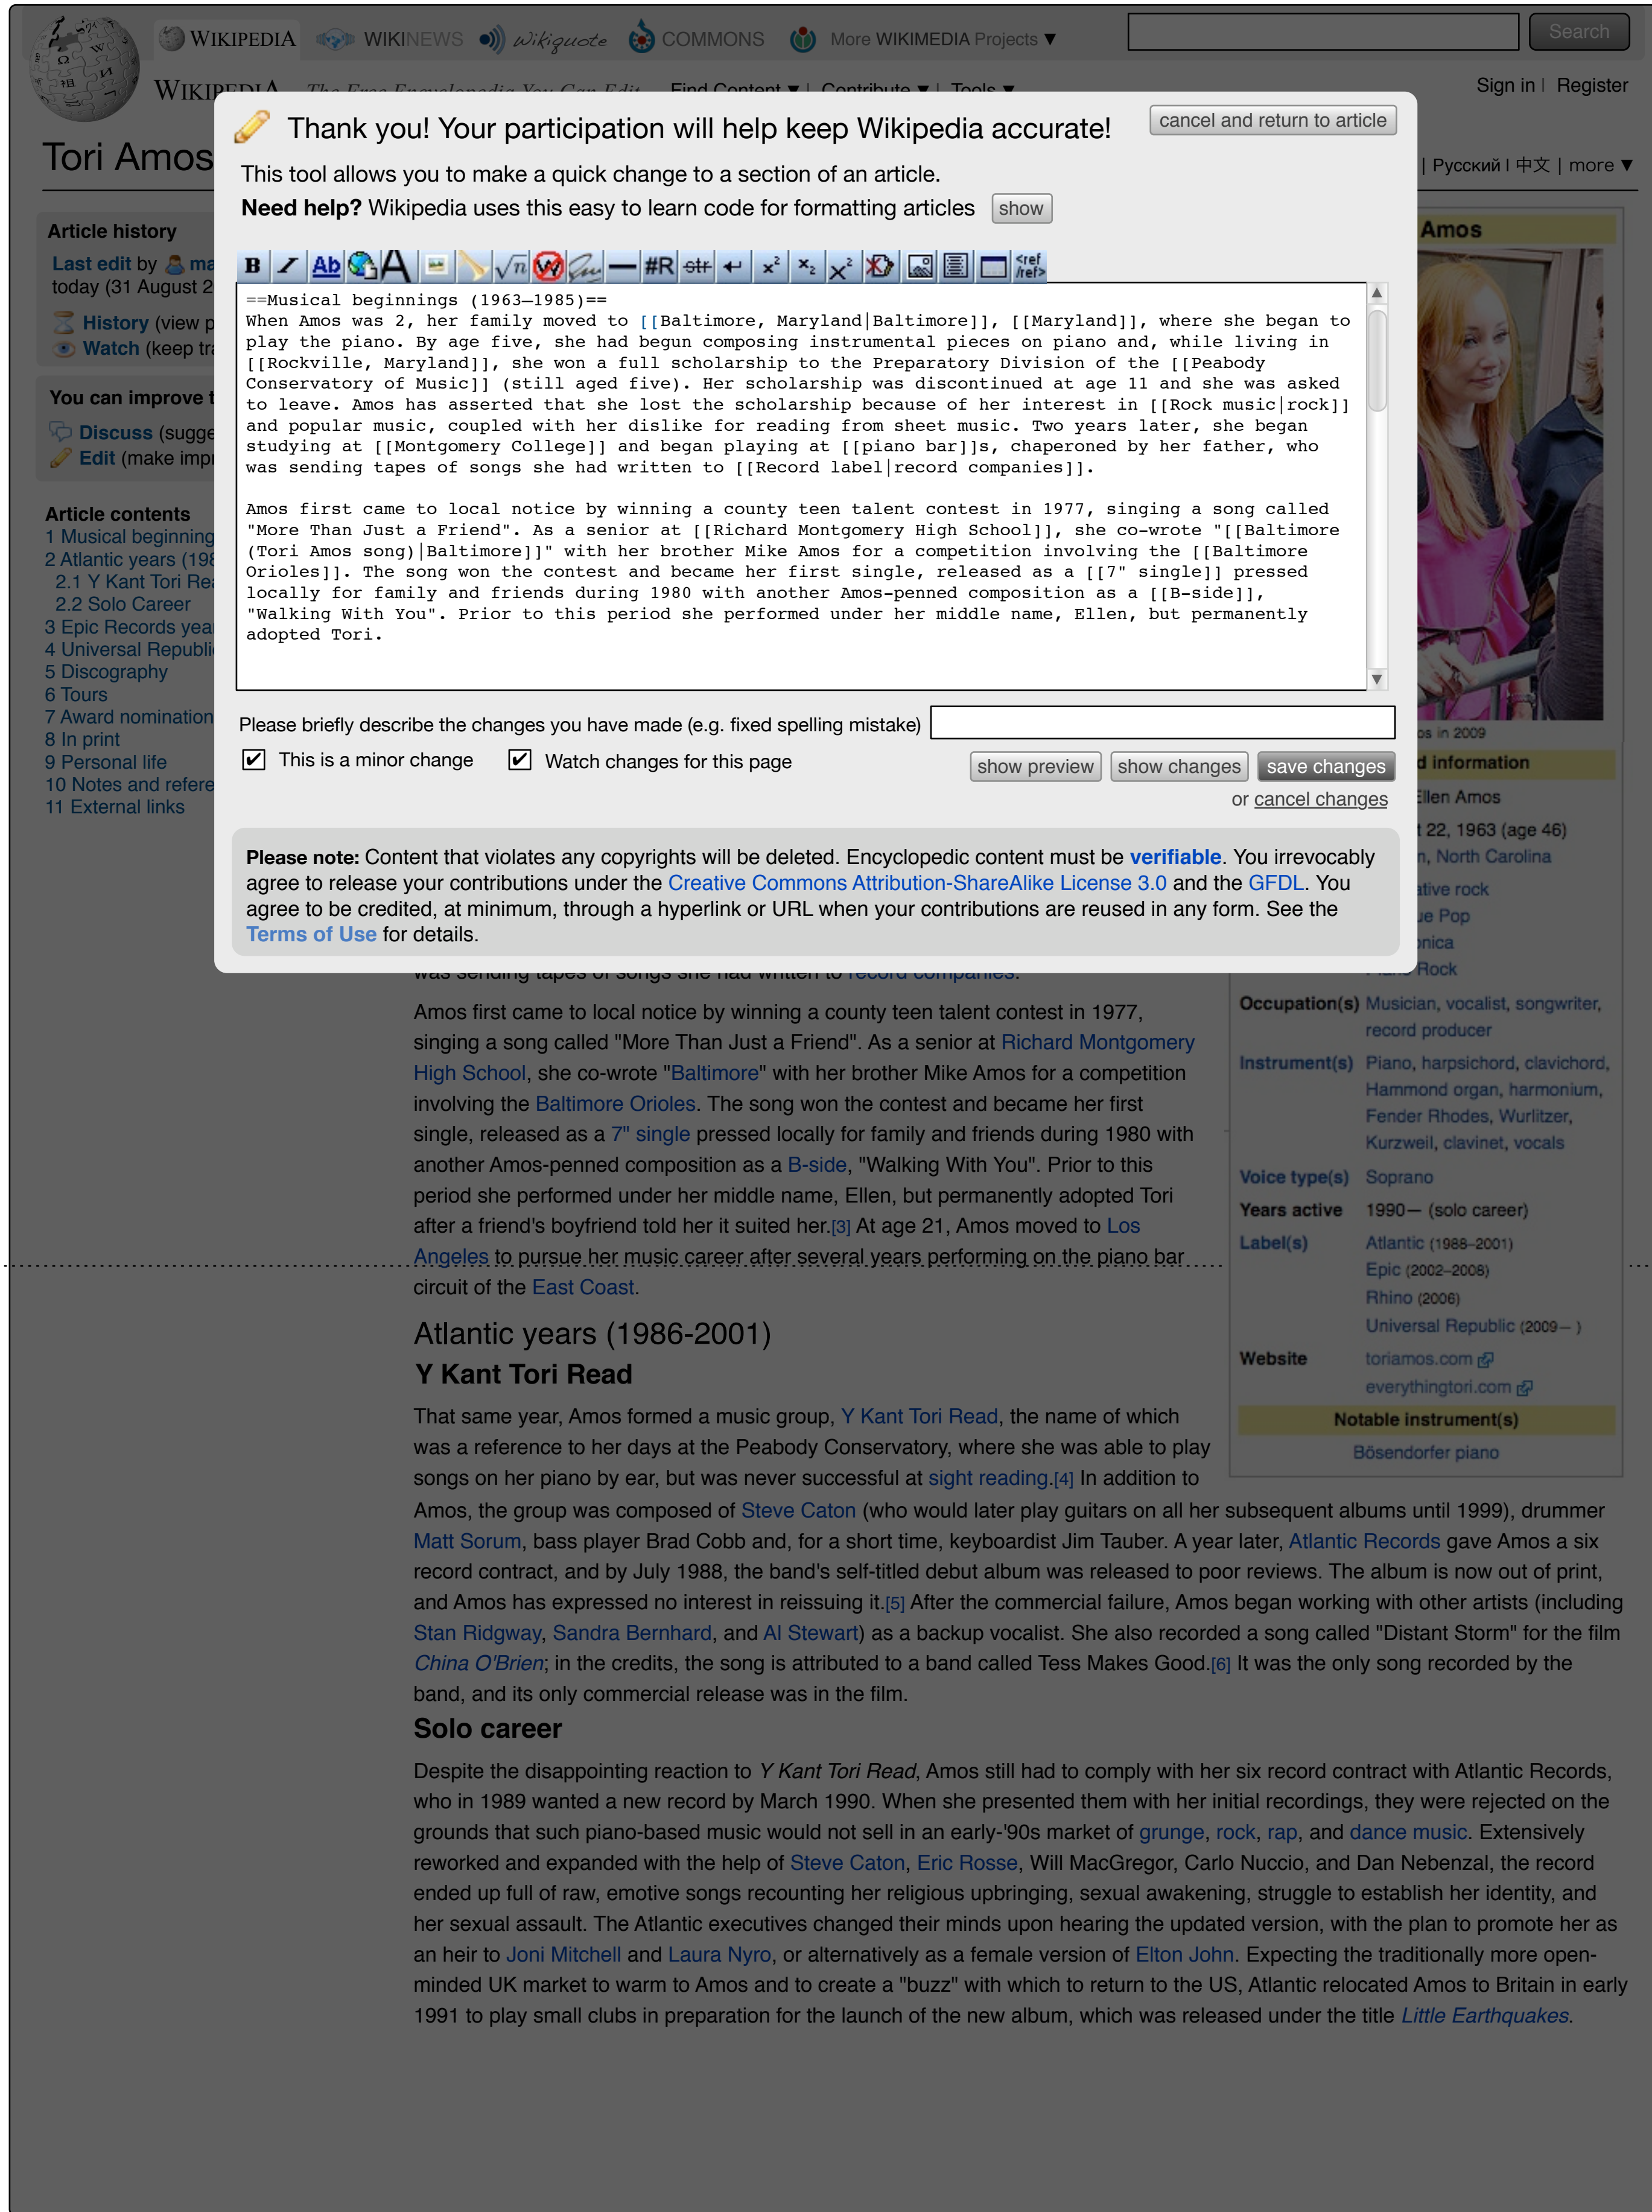 WIKIPEDIA WIKINEWS Wikiquote COMMONS More WIKIMEDIA Projects ▼ Search
WIKIPEDIA The Free Encyclopedia You Can Edit Find Content ▼ | Contribute ▼ | Tools ▼ Sign in | Register
Tori Amos | Русский | 中文 | more ▼
Thank you! Your participation will help keep Wikipedia accurate! cancel and return to article
This tool allows you to make a quick change to a section of an article.
Need help? Wikipedia uses this easy to learn code for formatting articles show
Article history
Last edit by
today (31 August
History (view
Watch (keep
You can improve
Discuss
Edit (make
Article contents
1 Musical
2 Atlantic years
2.1 Y Kant Tori
2.2 Solo Career
3 Epic Records
4 Universal
5 Discography
6 Tours
7 Award
8 In print
9 Personal life
10 Notes and
11 External links
B I Ab A √n W #R str x² x₂ x² <ref /ref>
==Musical beginnings (1963–1985)==
When Amos was 2, her family moved to [[Baltimore, Maryland|Baltimore]], [[Maryland]], where she began to
play the piano. By age five, she had begun composing instrumental pieces on piano and, while living in
[[Rockville, Maryland]], she won a full scholarship to the Preparatory Division of the [[Peabody
Conservatory of Music]] (still aged five). Her scholarship was discontinued at age 11 and she was asked
to leave. Amos has asserted that she lost the scholarship because of her interest in [[Rock music|rock]]
and popular music, coupled with her dislike for reading from sheet music. Two years later, she began
studying at [[Montgomery College]] and began playing at [[piano bar]]s, chaperoned by her father, who
was sending tapes of songs she had written to [[Record label|record companies]].
Amos first came to local notice by winning a county teen talent contest in 1977, singing a song called
"More Than Just a Friend". As a senior at [[Richard Montgomery High School]], she co-wrote "[[Baltimore
(Tori Amos song)|Baltimore]]" with her brother Mike Amos for a competition involving the [[Baltimore
Orioles]]. The song won the contest and became her first single, released as a [[7" single]] pressed
locally for family and friends during 1980 with another Amos-penned composition as a [[B-side]],
"Walking With You". Prior to this period she performed under her middle name, Ellen, but permanently
adopted Tori.
Please briefly describe the changes you have made (e.g. fixed spelling mistake)
This is a minor change Watch changes for this page show preview show changes save changes
or cancel changes
Please note: Content that violates any copyrights will be deleted. Encyclopedic content must be verifiable. You irrevocably
agree to release your contributions under the Creative Commons Attribution-ShareAlike License 3.0 and the GFDL. You
agree to be credited, at minimum, through a hyperlink or URL when your contributions are reused in any form. See the
Terms of Use for details.
was sending tapes of songs she had written to record companies.
Amos first came to local notice by winning a county teen talent contest in 1977,
singing a song called "More Than Just a Friend". As a senior at Richard Montgomery
High School, she co-wrote "Baltimore" with her brother Mike Amos for a competition
involving the Baltimore Orioles. The song won the contest and became her first
single, released as a 7" single pressed locally for family and friends during 1980 with
another Amos-penned composition as a B-side, "Walking With You". Prior to this
period she performed under her middle name, Ellen, but permanently adopted Tori
after a friend's boyfriend told her it suited her.[3] At age 21, Amos moved to Los
Angeles to pursue her music career after several years performing on the piano bar
circuit of the East Coast.
Amos
in 2009
information
Ellen Amos
22, 1963 (age 46)
North Carolina
rock
Pop
Rock
Occupation(s) Musician, vocalist, songwriter,
record producer
Instrument(s) Piano, harpsichord, clavichord,
Hammond organ, harmonium,
Fender Rhodes, Wurlitzer,
Kurzweil, clavinet, vocals
Voice type(s) Soprano
Years active 1990— (solo career)
Label(s) Atlantic (1988–2001)
Epic (2002–2008)
Rhino (2006)
Universal Republic (2009— )
Website toriamos.com
everythingtori.com
Notable instrument(s)
Bösendorfer piano
Atlantic years (1986-2001)
Y Kant Tori Read
That same year, Amos formed a music group, Y Kant Tori Read, the name of which
was a reference to her days at the Peabody Conservatory, where she was able to play
songs on her piano by ear, but was never successful at sight reading.[4] In addition to
Amos, the group was composed of Steve Caton (who would later play guitars on all her subsequent albums until 1999), drummer
Matt Sorum, bass player Brad Cobb and, for a short time, keyboardist Jim Tauber. A year later, Atlantic Records gave Amos a six
record contract, and by July 1988, the band's self-titled debut album was released to poor reviews. The album is now out of print,
and Amos has expressed no interest in reissuing it.[5] After the commercial failure, Amos began working with other artists (including
Stan Ridgway, Sandra Bernhard, and Al Stewart) as a backup vocalist. She also recorded a song called "Distant Storm" for the film
China O'Brien; in the credits, the song is attributed to a band called Tess Makes Good.[6] It was the only song recorded by the
band, and its only commercial release was in the film.
Solo career
Despite the disappointing reaction to Y Kant Tori Read, Amos still had to comply with her six record contract with Atlantic Records,
who in 1989 wanted a new record by March 1990. When she presented them with her initial recordings, they were rejected on the
grounds that such piano-based music would not sell in an early-'90s market of grunge, rock, rap, and dance music. Extensively
reworked and expanded with the help of Steve Caton, Eric Rosse, Will MacGregor, Carlo Nuccio, and Dan Nebenzal, the record
ended up full of raw, emotive songs recounting her religious upbringing, sexual awakening, struggle to establish her identity, and
her sexual assault. The Atlantic executives changed their minds upon hearing the updated version, with the plan to promote her as
an heir to Joni Mitchell and Laura Nyro, or alternatively as a female version of Elton John. Expecting the traditionally more open-
minded UK market to warm to Amos and to create a "buzz" with which to return to the US, Atlantic relocated Amos to Britain in early
1991 to play small clubs in preparation for the launch of the new album, which was released under the title Little Earthquakes.